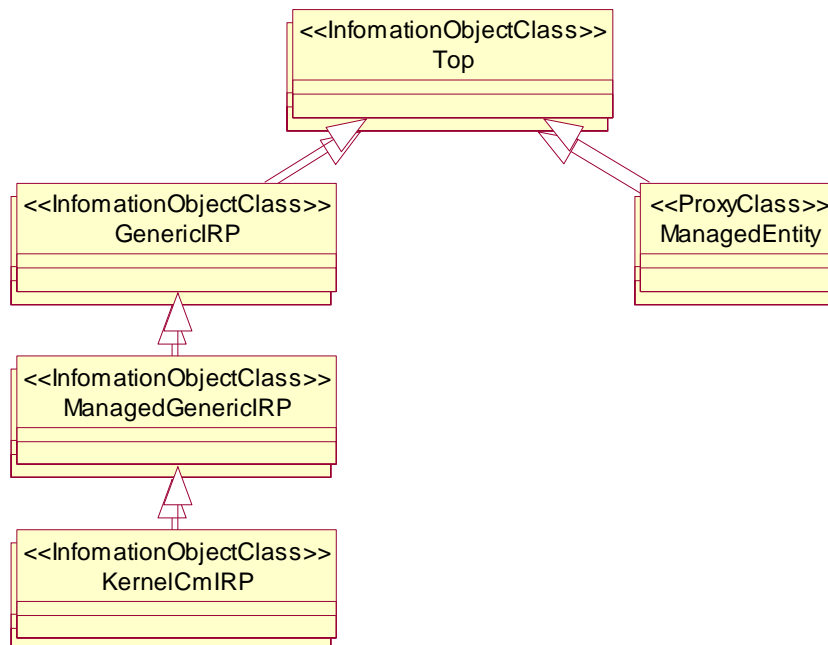 <<InfomationObjectClass>>
Top
<<InfomationObjectClass>>
GenericIRP
<<ProxyClass>>
ManagedEntity
<<InfomationObjectClass>>
ManagedGenericIRP
<<InfomationObjectClass>>
KernelCmIRP